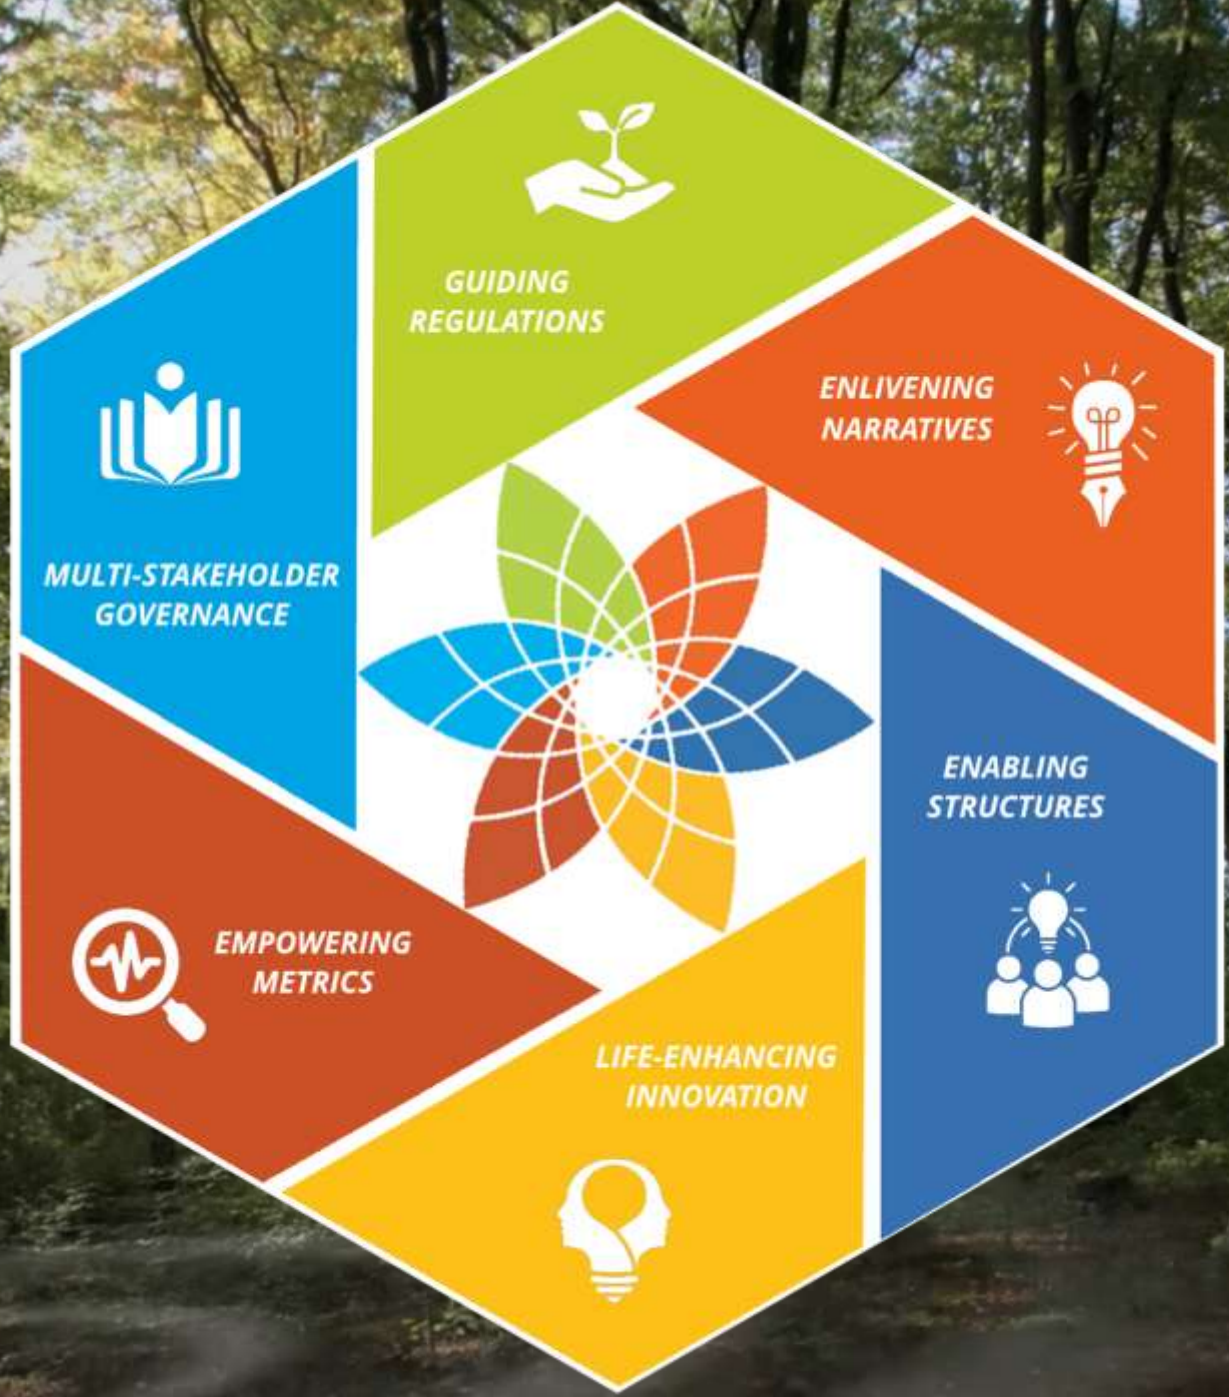 GUIDING
REGULATIONS
ENLIVENING
NARRATIVES
MULTI-STAKEHOLDER
GOVERNANCE
ENABLING
STRUCTURES
EMPOWERING
METRICS
LIFE-ENHANCING
INNOVATION